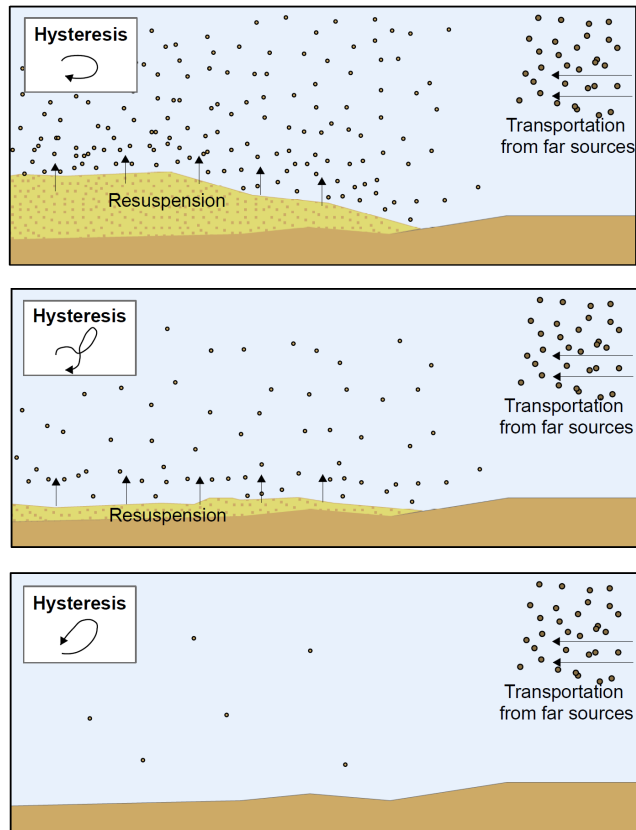 Hysteresis
Transportation
from far sources
Resuspension
Hysteresis
Transportation
from far sources
Resuspension
Hysteresis
Transportation
from far sources